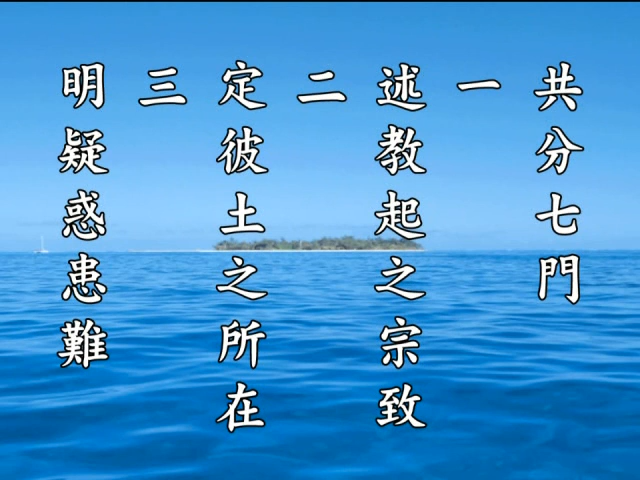 共分七門
一
述教起之宗致
二
定彼土之所在
三
明疑惑患難